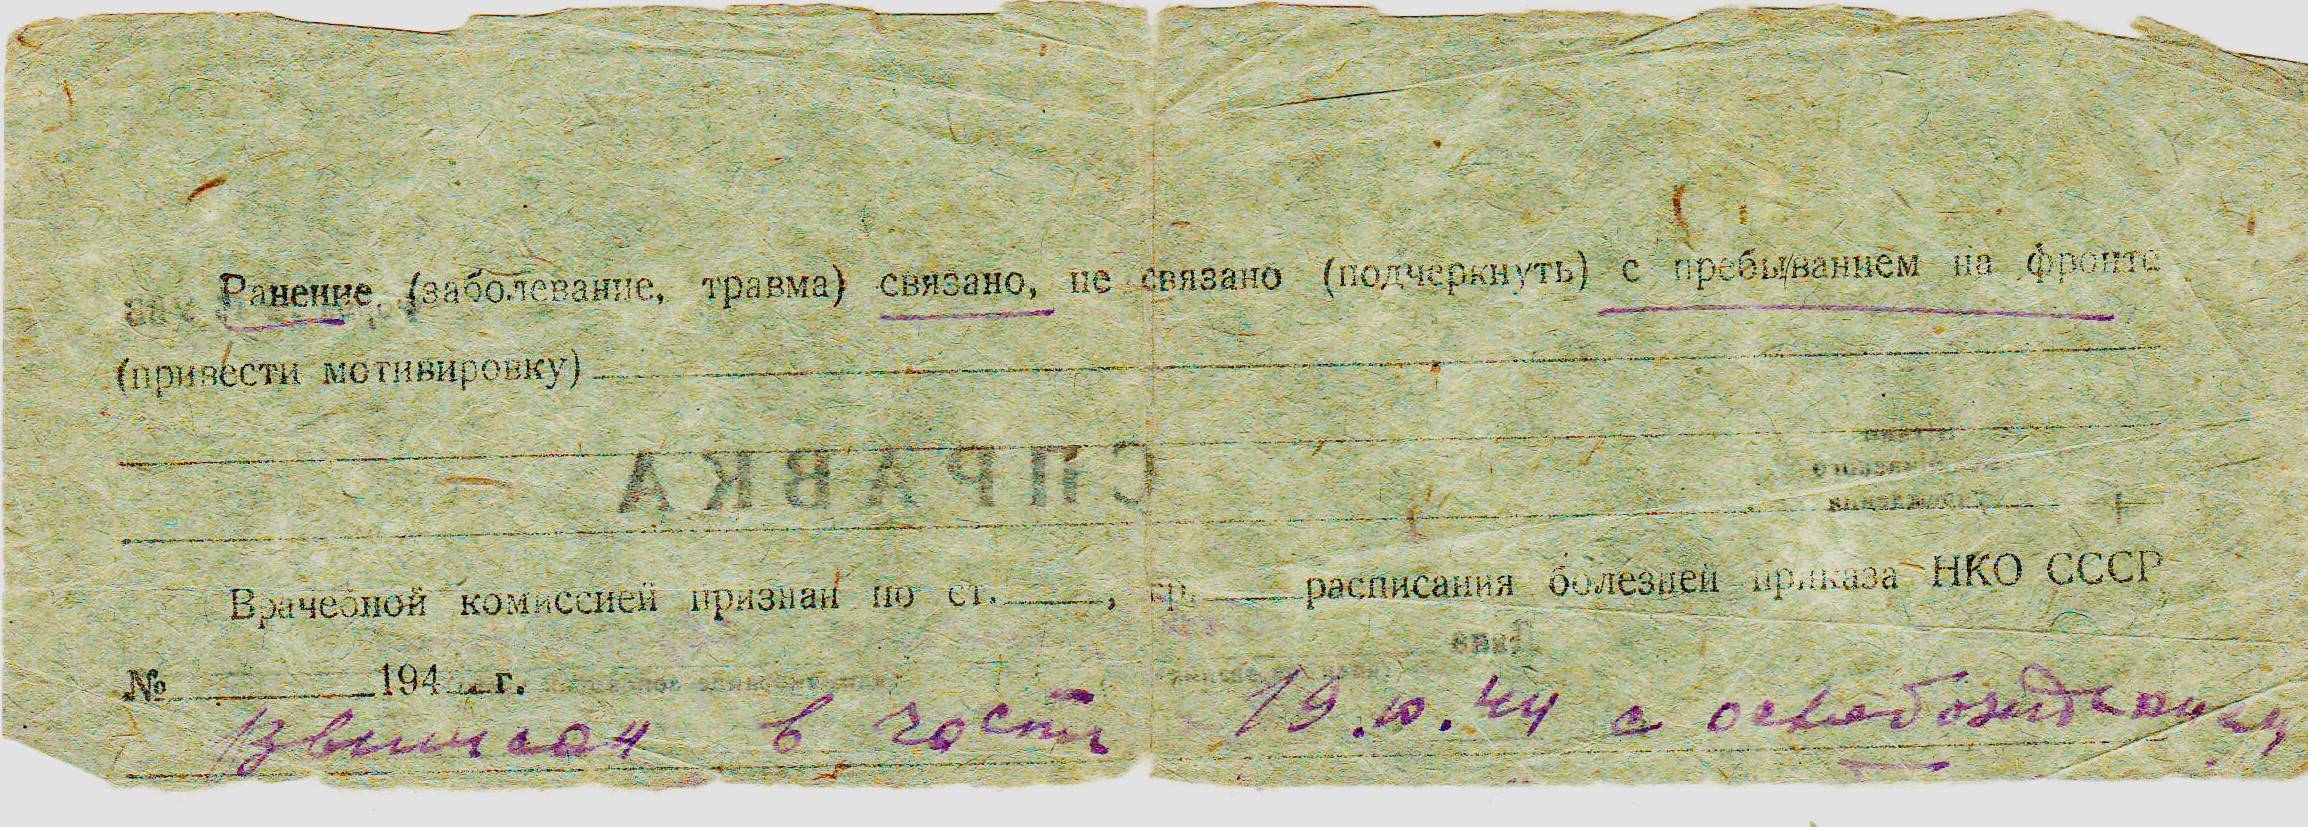 Ранение (заболевание, травма) связано, не связано (подчеркнуть) с пребыванием на фронте
(привести мотивировку)
СПРАВКА
Врачебной комиссией признан по ст. , гр. расписания болезней приказа НКО СССР
№ 194 г.
в часть 19.10.44 с освобождением